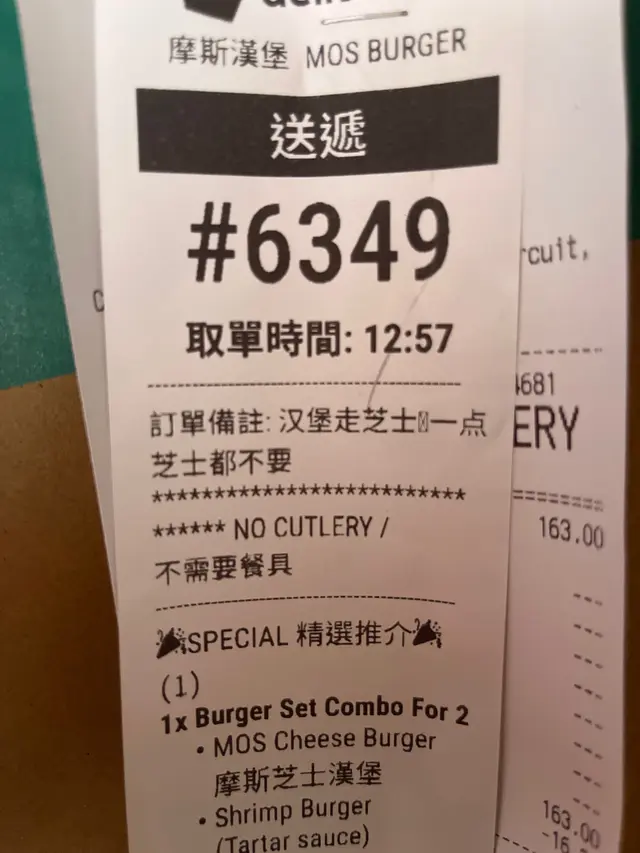 摩斯漢堡 MOS BURGER
送遞
#6349
取單時間: 12:57
訂單備註: 汉堡走芝士一点
芝士都不要
*************************
****** NO CUTLERY /
不需要餐具
SPECIAL 精選推介
(1)
1x Burger Set Combo For 2
• MOS Cheese Burger
摩斯芝士漢堡
• Shrimp Burger
(Tartar sauce)
rcuit,
4681
ERY
163.00
163.00